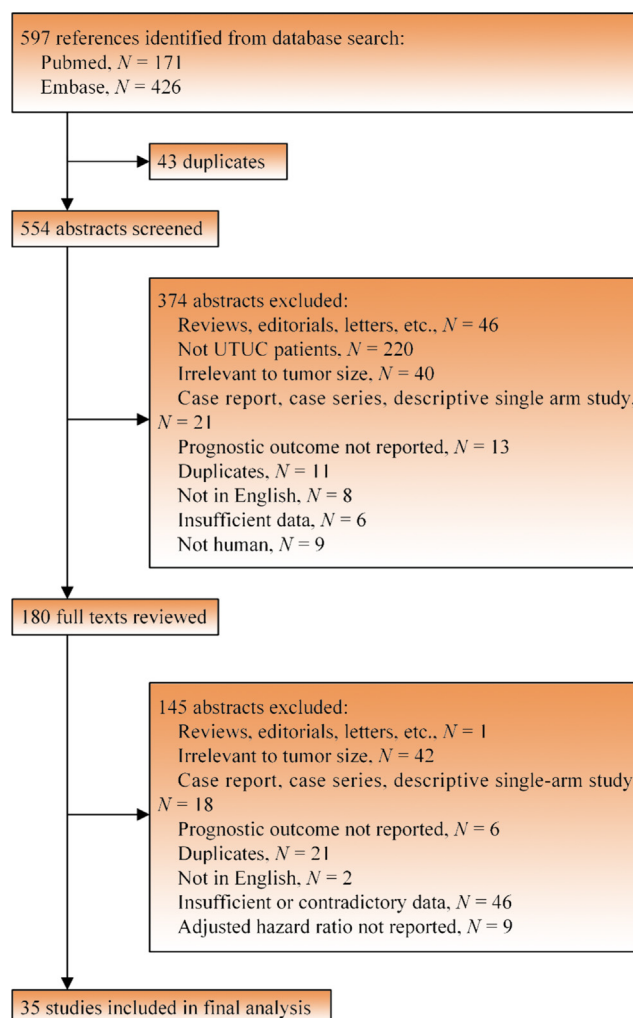 597 references identified from database search:
Pubmed, N = 171
Embase, N = 426
43 duplicates
554 abstracts screened
374 abstracts excluded:
Reviews, editorials, letters, etc., N = 46
Not UTUC patients, N = 220
Irrelevant to tumor size, N = 40
Case report, case series, descriptive single arm study,
N = 21
Prognostic outcome not reported, N = 13
Duplicates, N = 11
Not in English, N = 8
Insufficient data, N = 6
Not human, N = 9
180 full texts reviewed
145 abstracts excluded:
Reviews, editorials, letters, etc., N = 1
Irrelevant to tumor size, N = 42
Case report, case series, descriptive single-arm study
N = 18
Prognostic outcome not reported, N = 6
Duplicates, N = 21
Not in English, N = 2
Insufficient or contradictory data, N = 46
Adjusted hazard ratio not reported, N = 9
35 studies included in final analysis